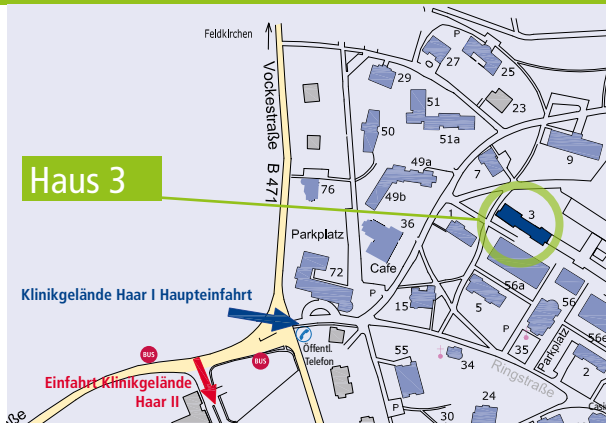 Feldkirchen
P
27
25
29
Vockestraße B 471
51
23
50
51a
9
49a
7
Haus 3
76
49b
3
36
1
Parkplatz
Cafe
72
56a
Klinikgelände Haar I Haupteinfahrt
P
15
5
56
P
Öffentl.
Telefon
Parkplatz
56e
BUS
BUS
55
35
34
Ringstraße
2
Einfahrt Klinikgelände
Haar II
24
P
30